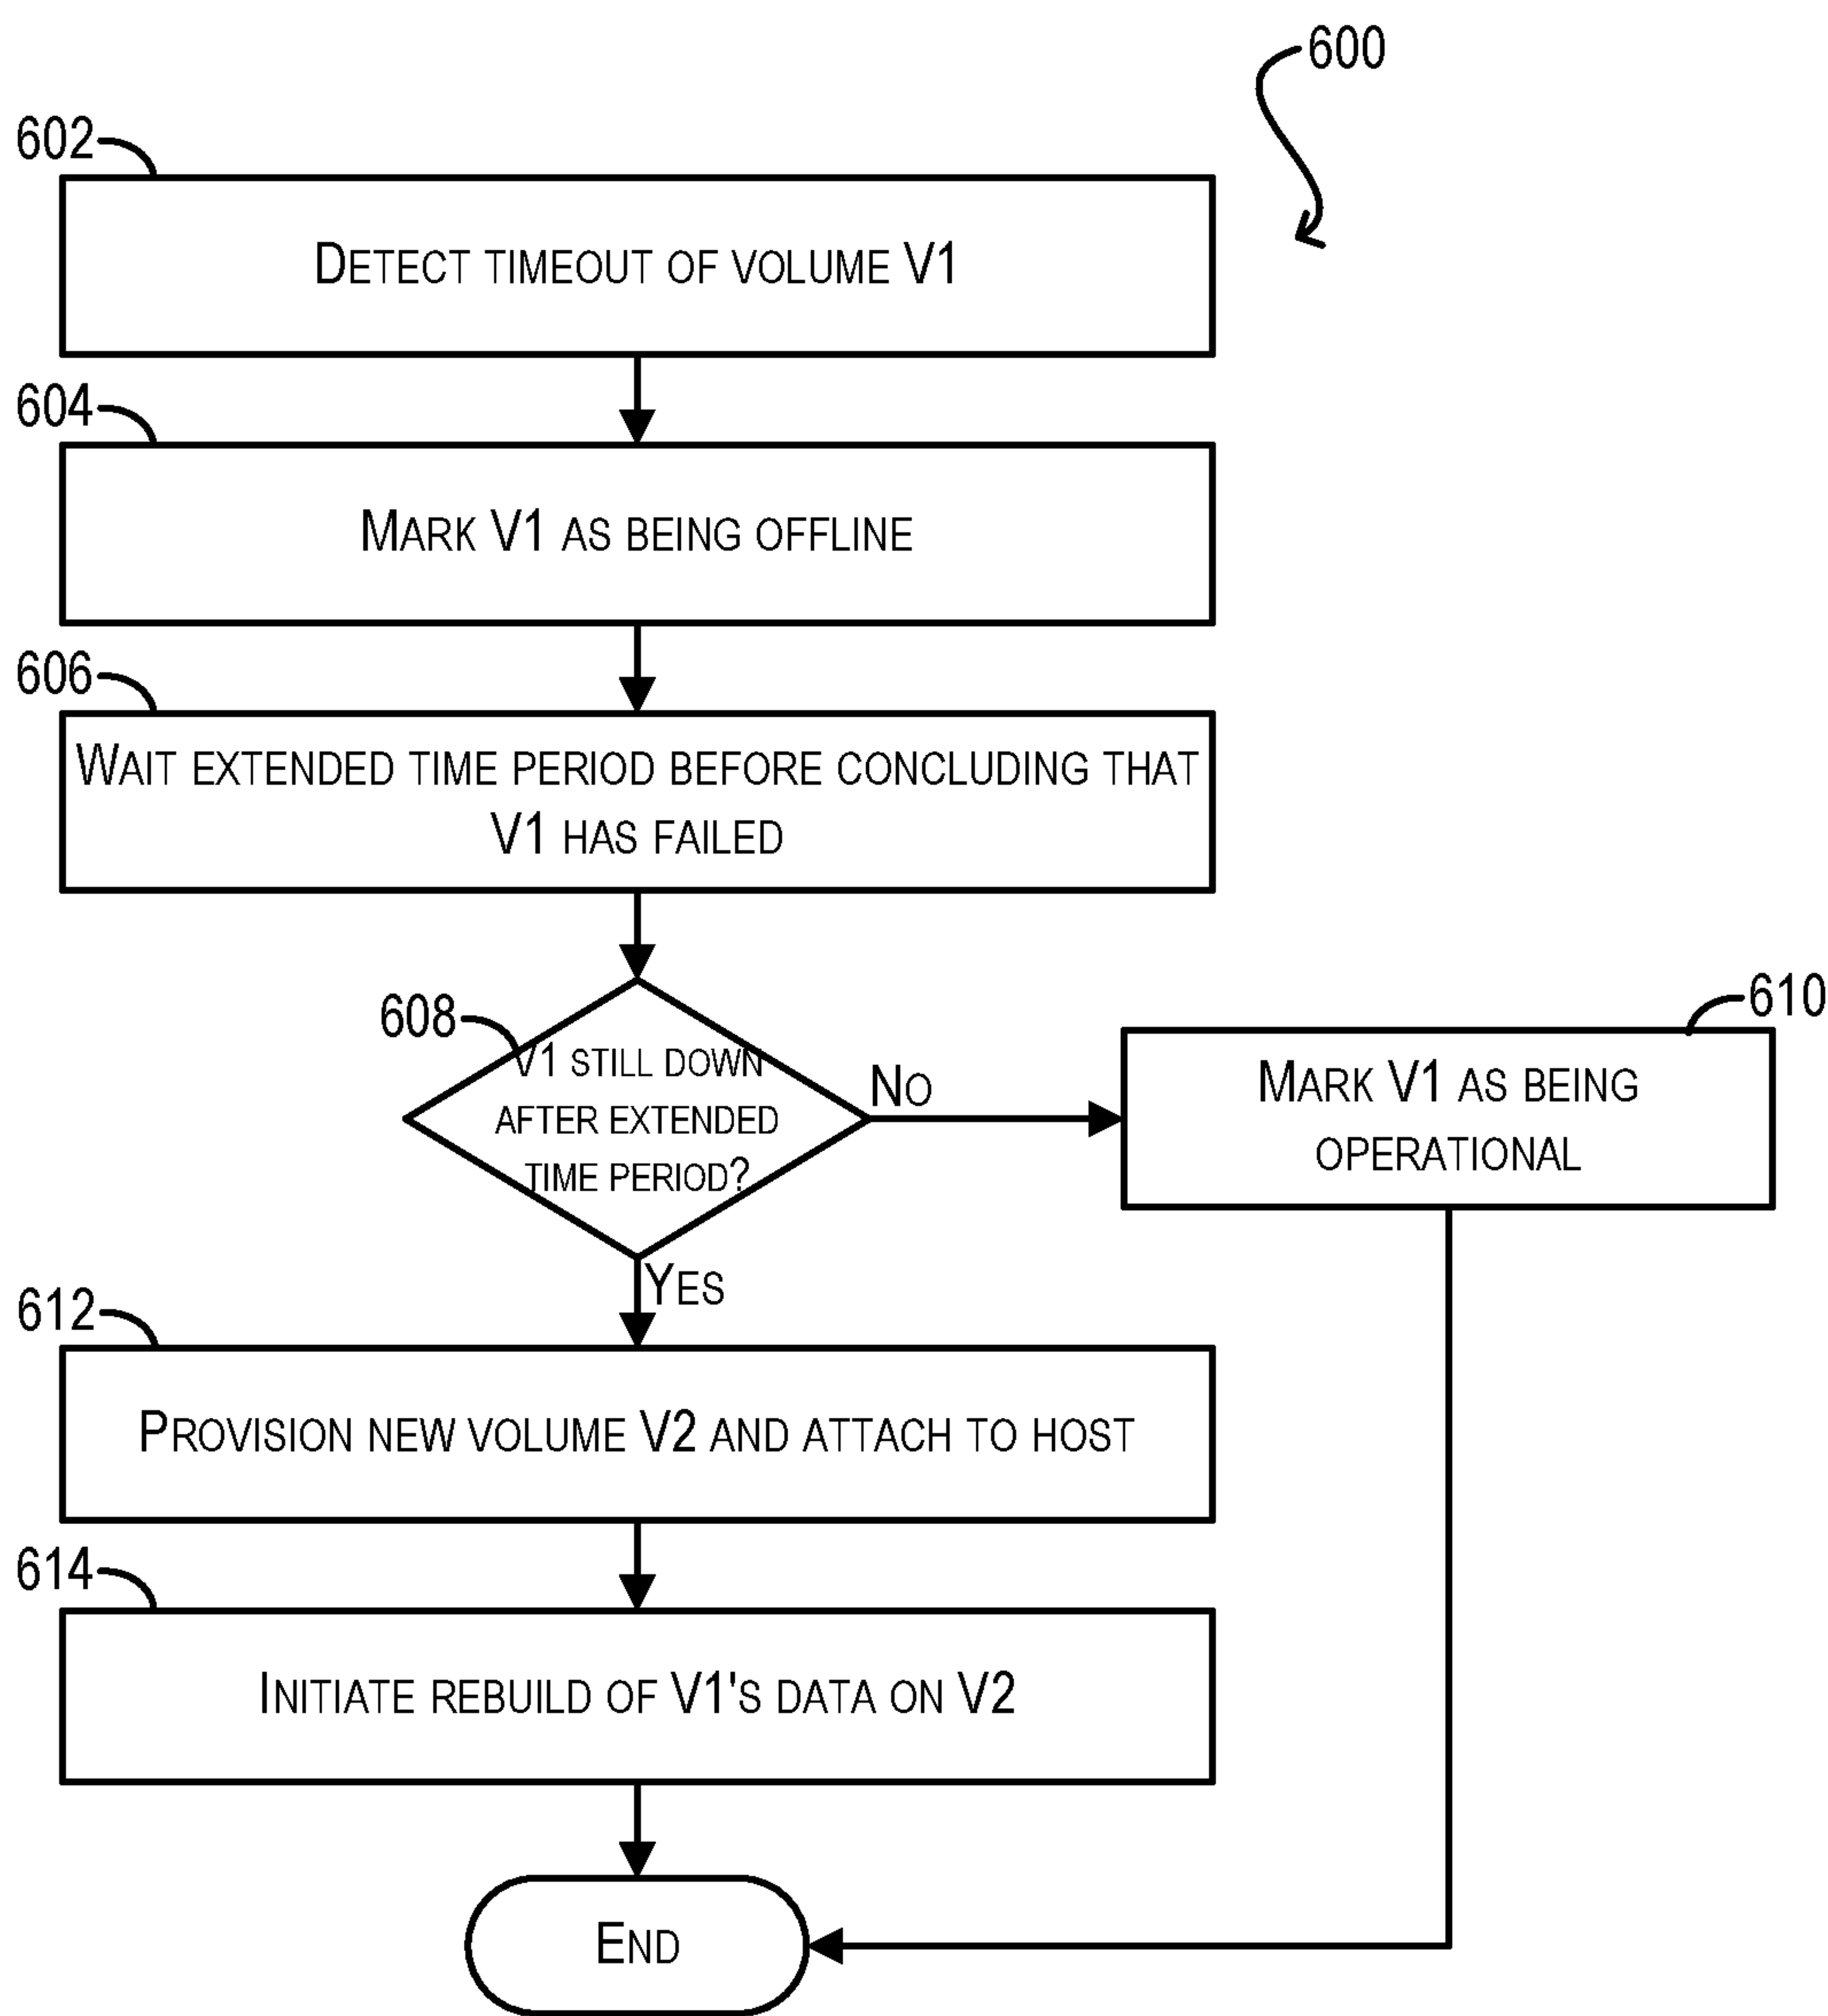 600
602
Detect timeout of volume V1
604
Mark V1 as being offline
606
Wait extended time period before concluding that
V1 has failed
608
V1 still down
after extended
time period?
No
610
Mark V1 as being
operational
Yes
612
Provision new volume V2 and attach to host
614
Initiate rebuild of V1's data on V2
End